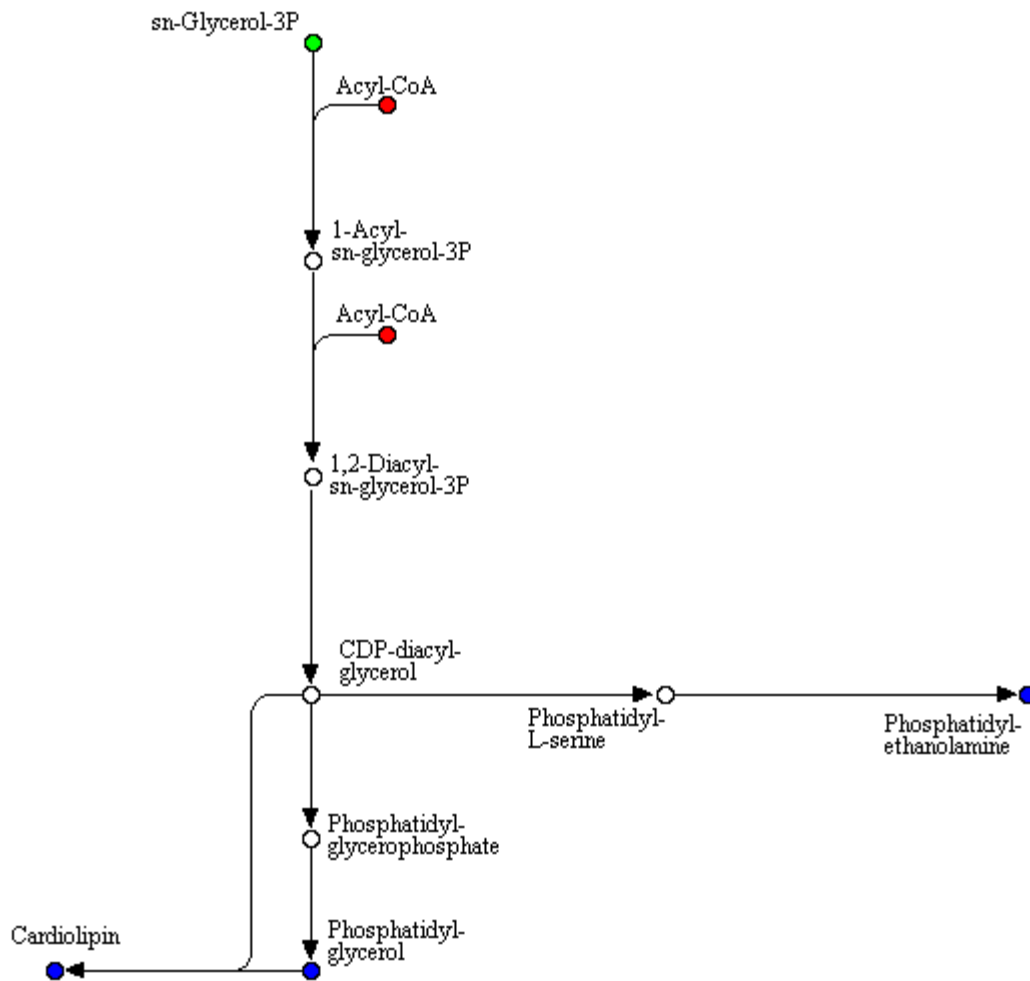 sn-Glycerol-3P
Acyl-CoA
1-Acyl-
sn-glycerol-3P
Acyl-CoA
1,2-Diacyl-
sn-glycerol-3P
CDP-diacyl-
glycerol
Phosphatidyl-
L-serine
Phosphatidyl-
ethanolamine
Phosphatidyl-
glycerophosphate
Cardiolipin
Phosphatidyl-
glycerol